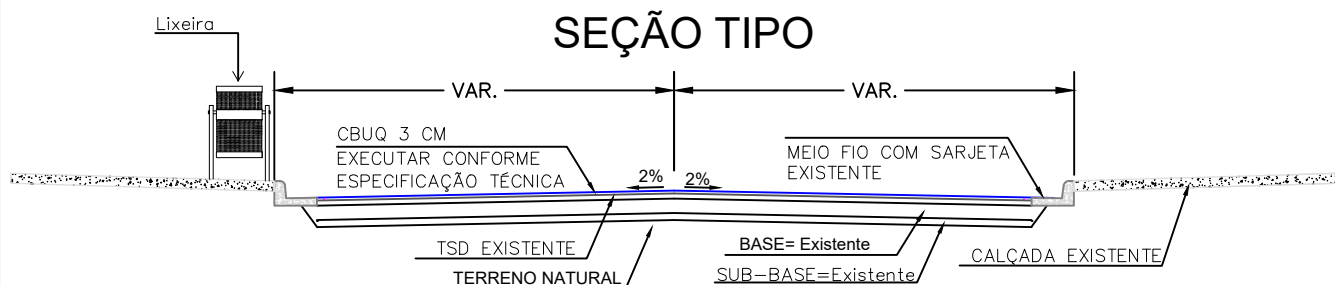 Lixeira
SEÇÃO TIPO
VAR.
VAR.
CBUQ 3 CM
EXECUTAR CONFORME
ESPECIFICAÇÃO TÉCNICA
2%
2%
MEIO FIO COM SARJETA
EXISTENTE
TSD EXISTENTE
TERRENO NATURAL
BASE= Existente
SUB-BASE=Existente
CALÇADA EXISTENTE